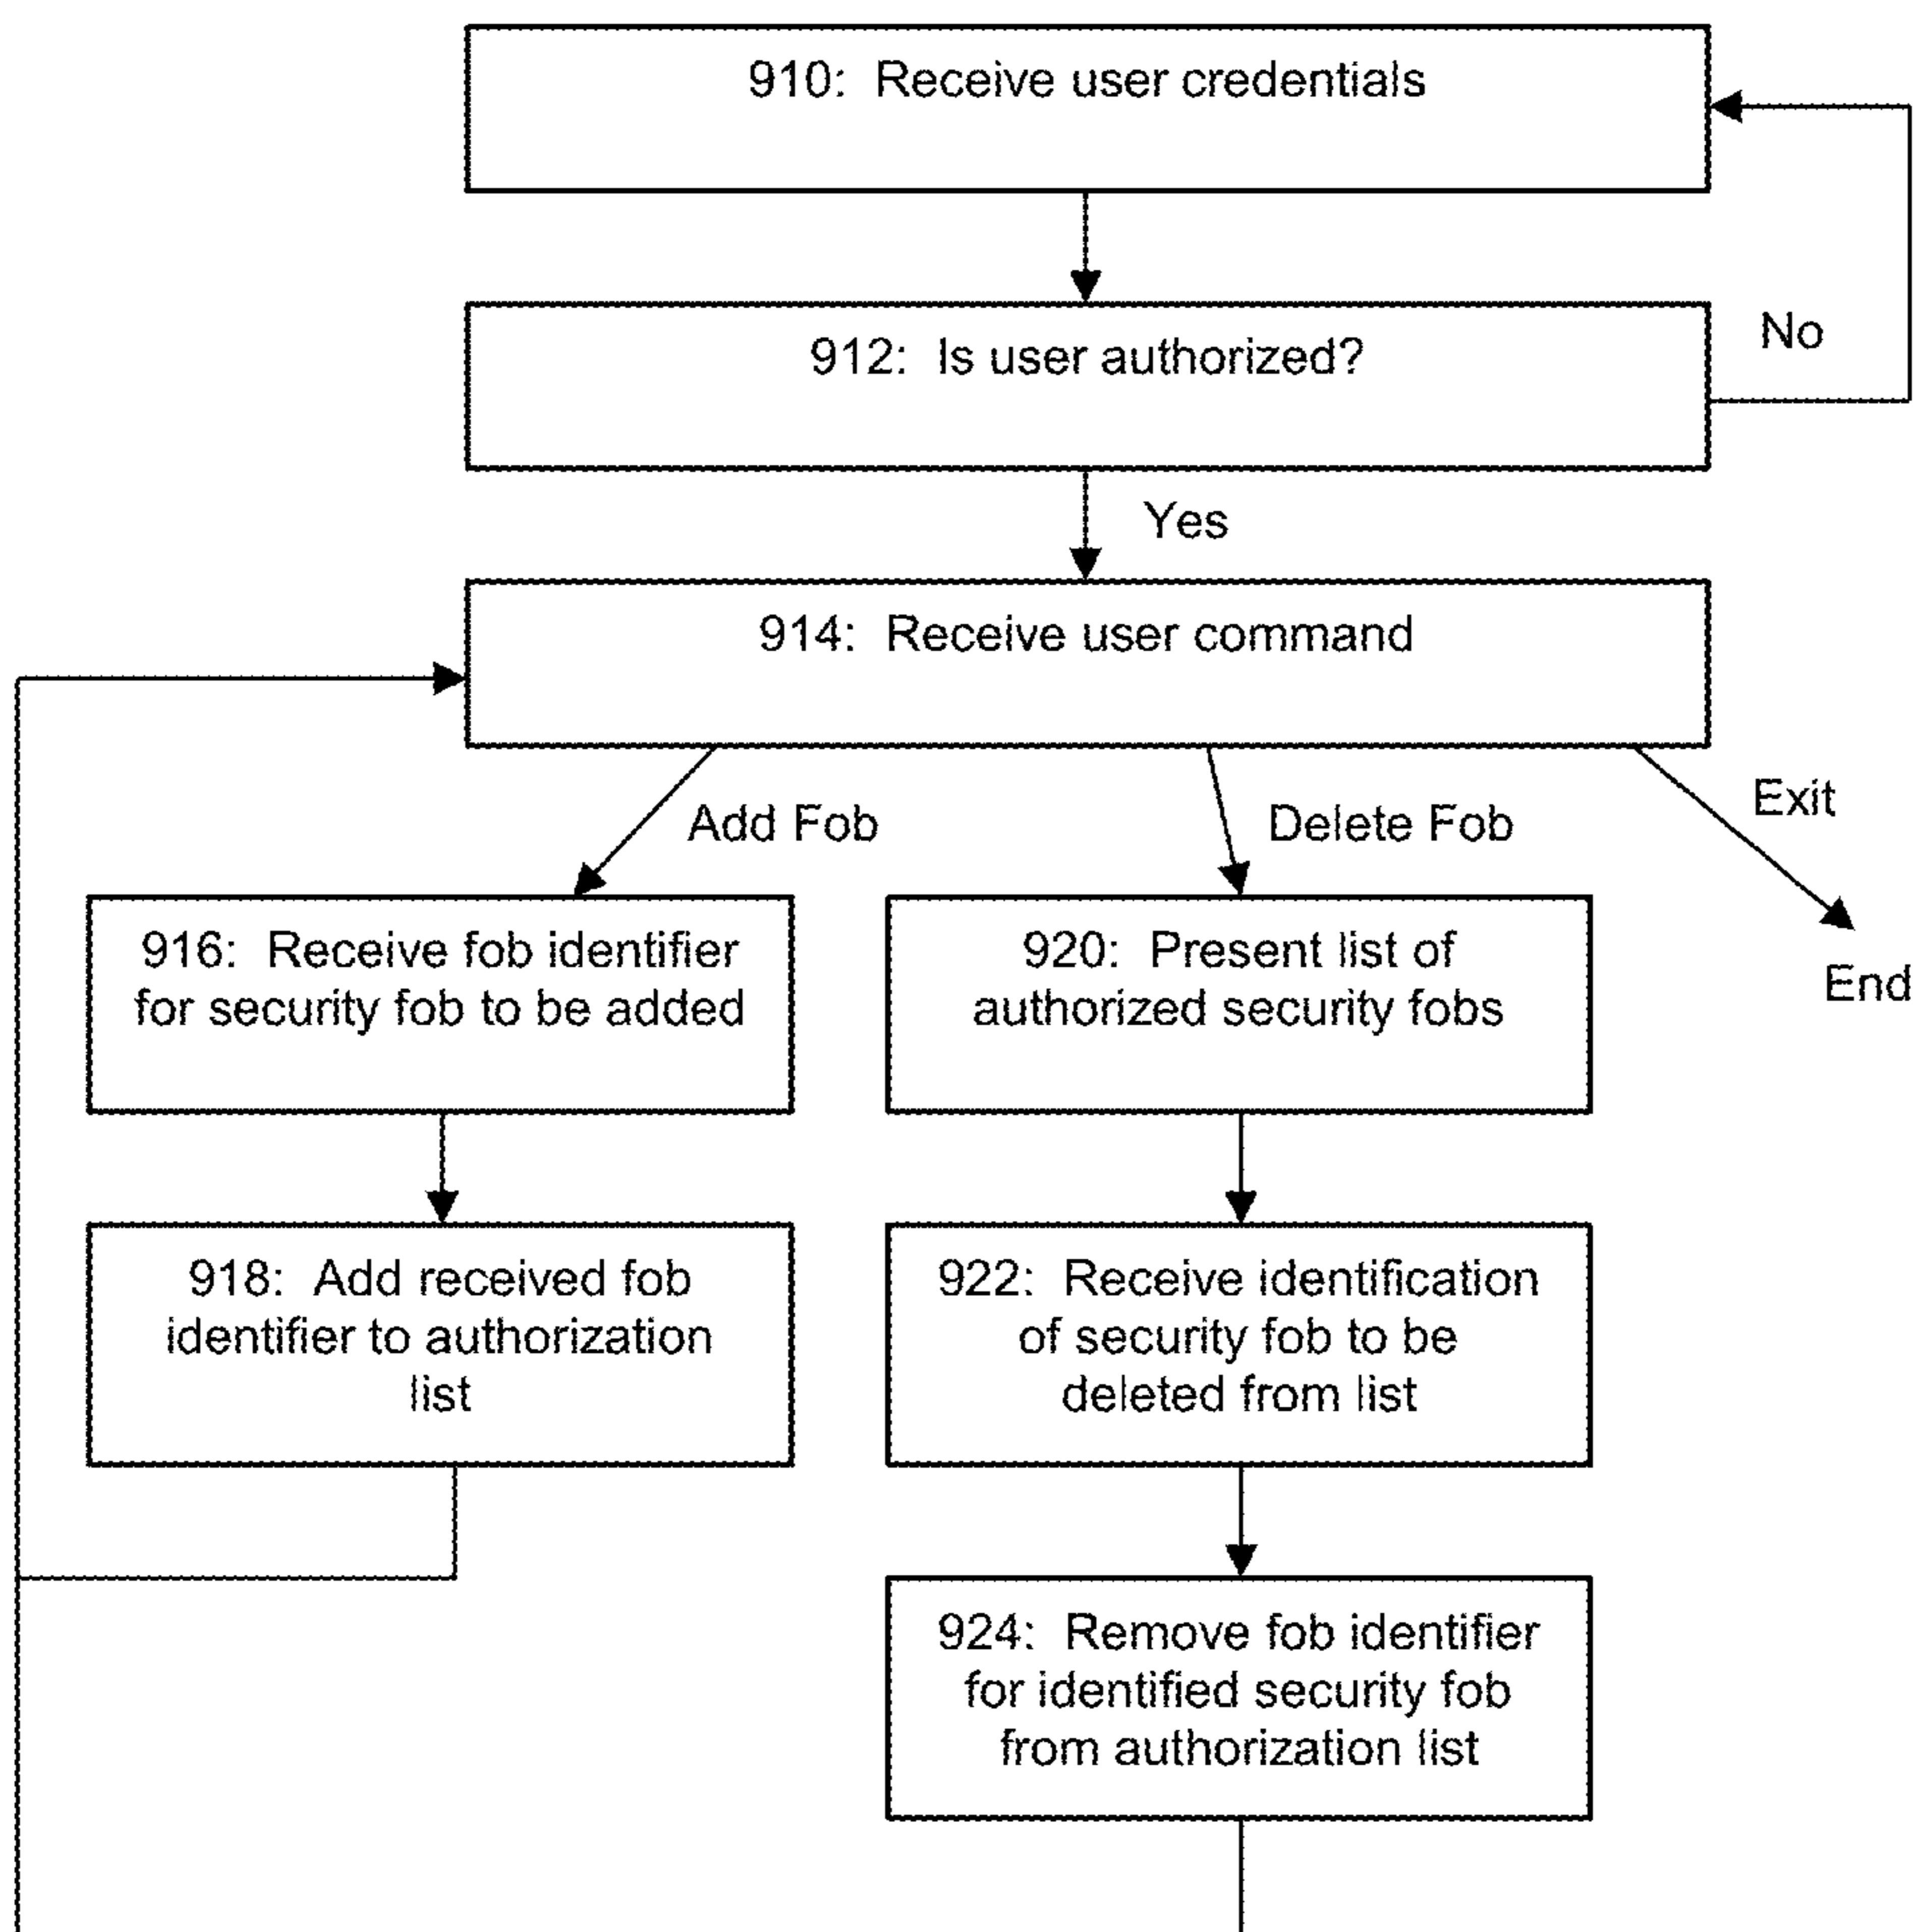 910: Receive user credentials
912: Is user authorized?
No
Yes
914: Receive user command
Add Fob
Delete Fob
Exit
End
916: Receive fob identifier
for security fob to be added
920: Present list of
authorized security fobs
918: Add received fob
identifier to authorization
list
922: Receive identification
of security fob to be
deleted from list
924: Remove fob identifier
for identified security fob
from authorization list